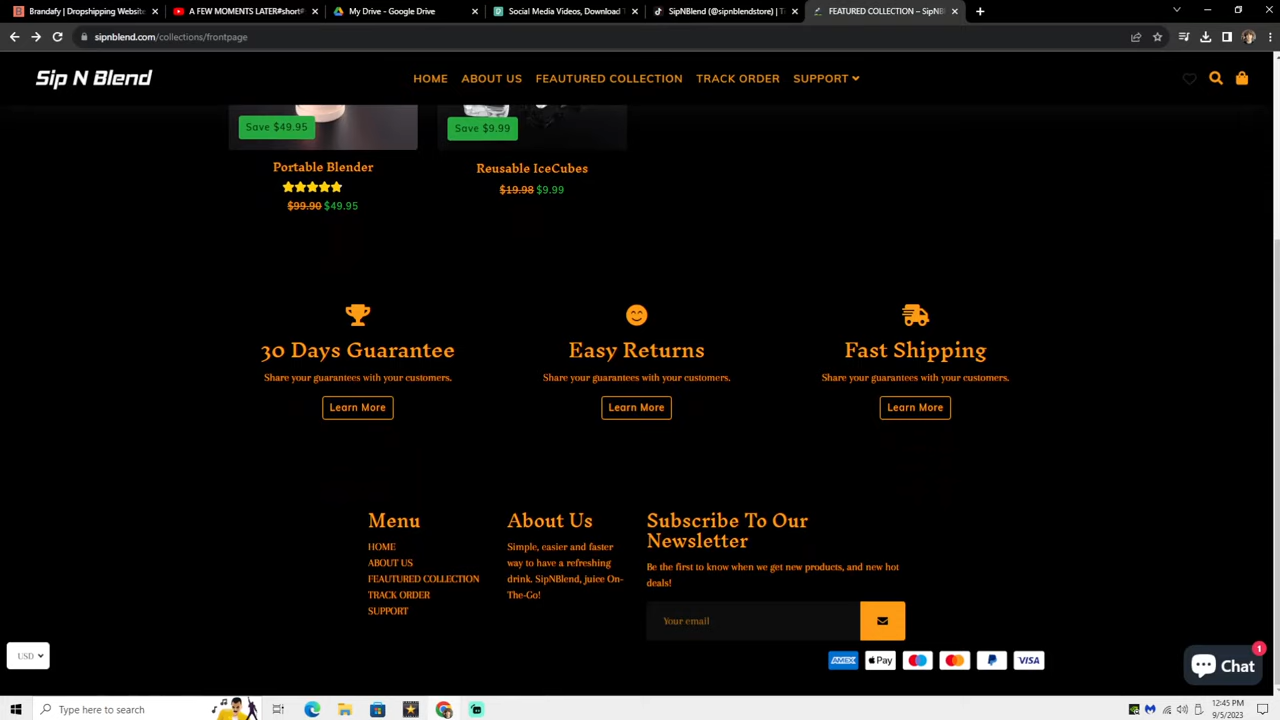 Brandafy | Dropshipping Website
A FEW MOMENTS LATER#short
My Drive - Google Drive
Social Media Videos, Download T
SipNBlend (@sipnblendstore) | Ti
FEATURED COLLECTION – SipNB
sipnblend.com/collections/frontpage
Sip N Blend
HOME
ABOUT US
FEAUTURED COLLECTION
TRACK ORDER
SUPPORT
Save $49.95
Save $9.99
Portable Blender
Reusable IceCubes
$99.90 $49.95
$19.98 $9.99
30 Days Guarantee
Share your guarantees with your customers.
Learn More
Easy Returns
Share your guarantees with your customers.
Learn More
Fast Shipping
Share your guarantees with your customers.
Learn More
Menu
HOME
ABOUT US
FEAUTURED COLLECTION
TRACK ORDER
SUPPORT
About Us
Simple, easier and faster
way to have a refreshing
drink, SipNBlend, juice On-
The-Go!
Subscribe To Our
Newsletter
Be the first to know when we get new products, and new hot
deals!
Your email
USD
AMEX
Pay
VISA
Chat
1
Type here to search
12:45 PM
9/5/2023